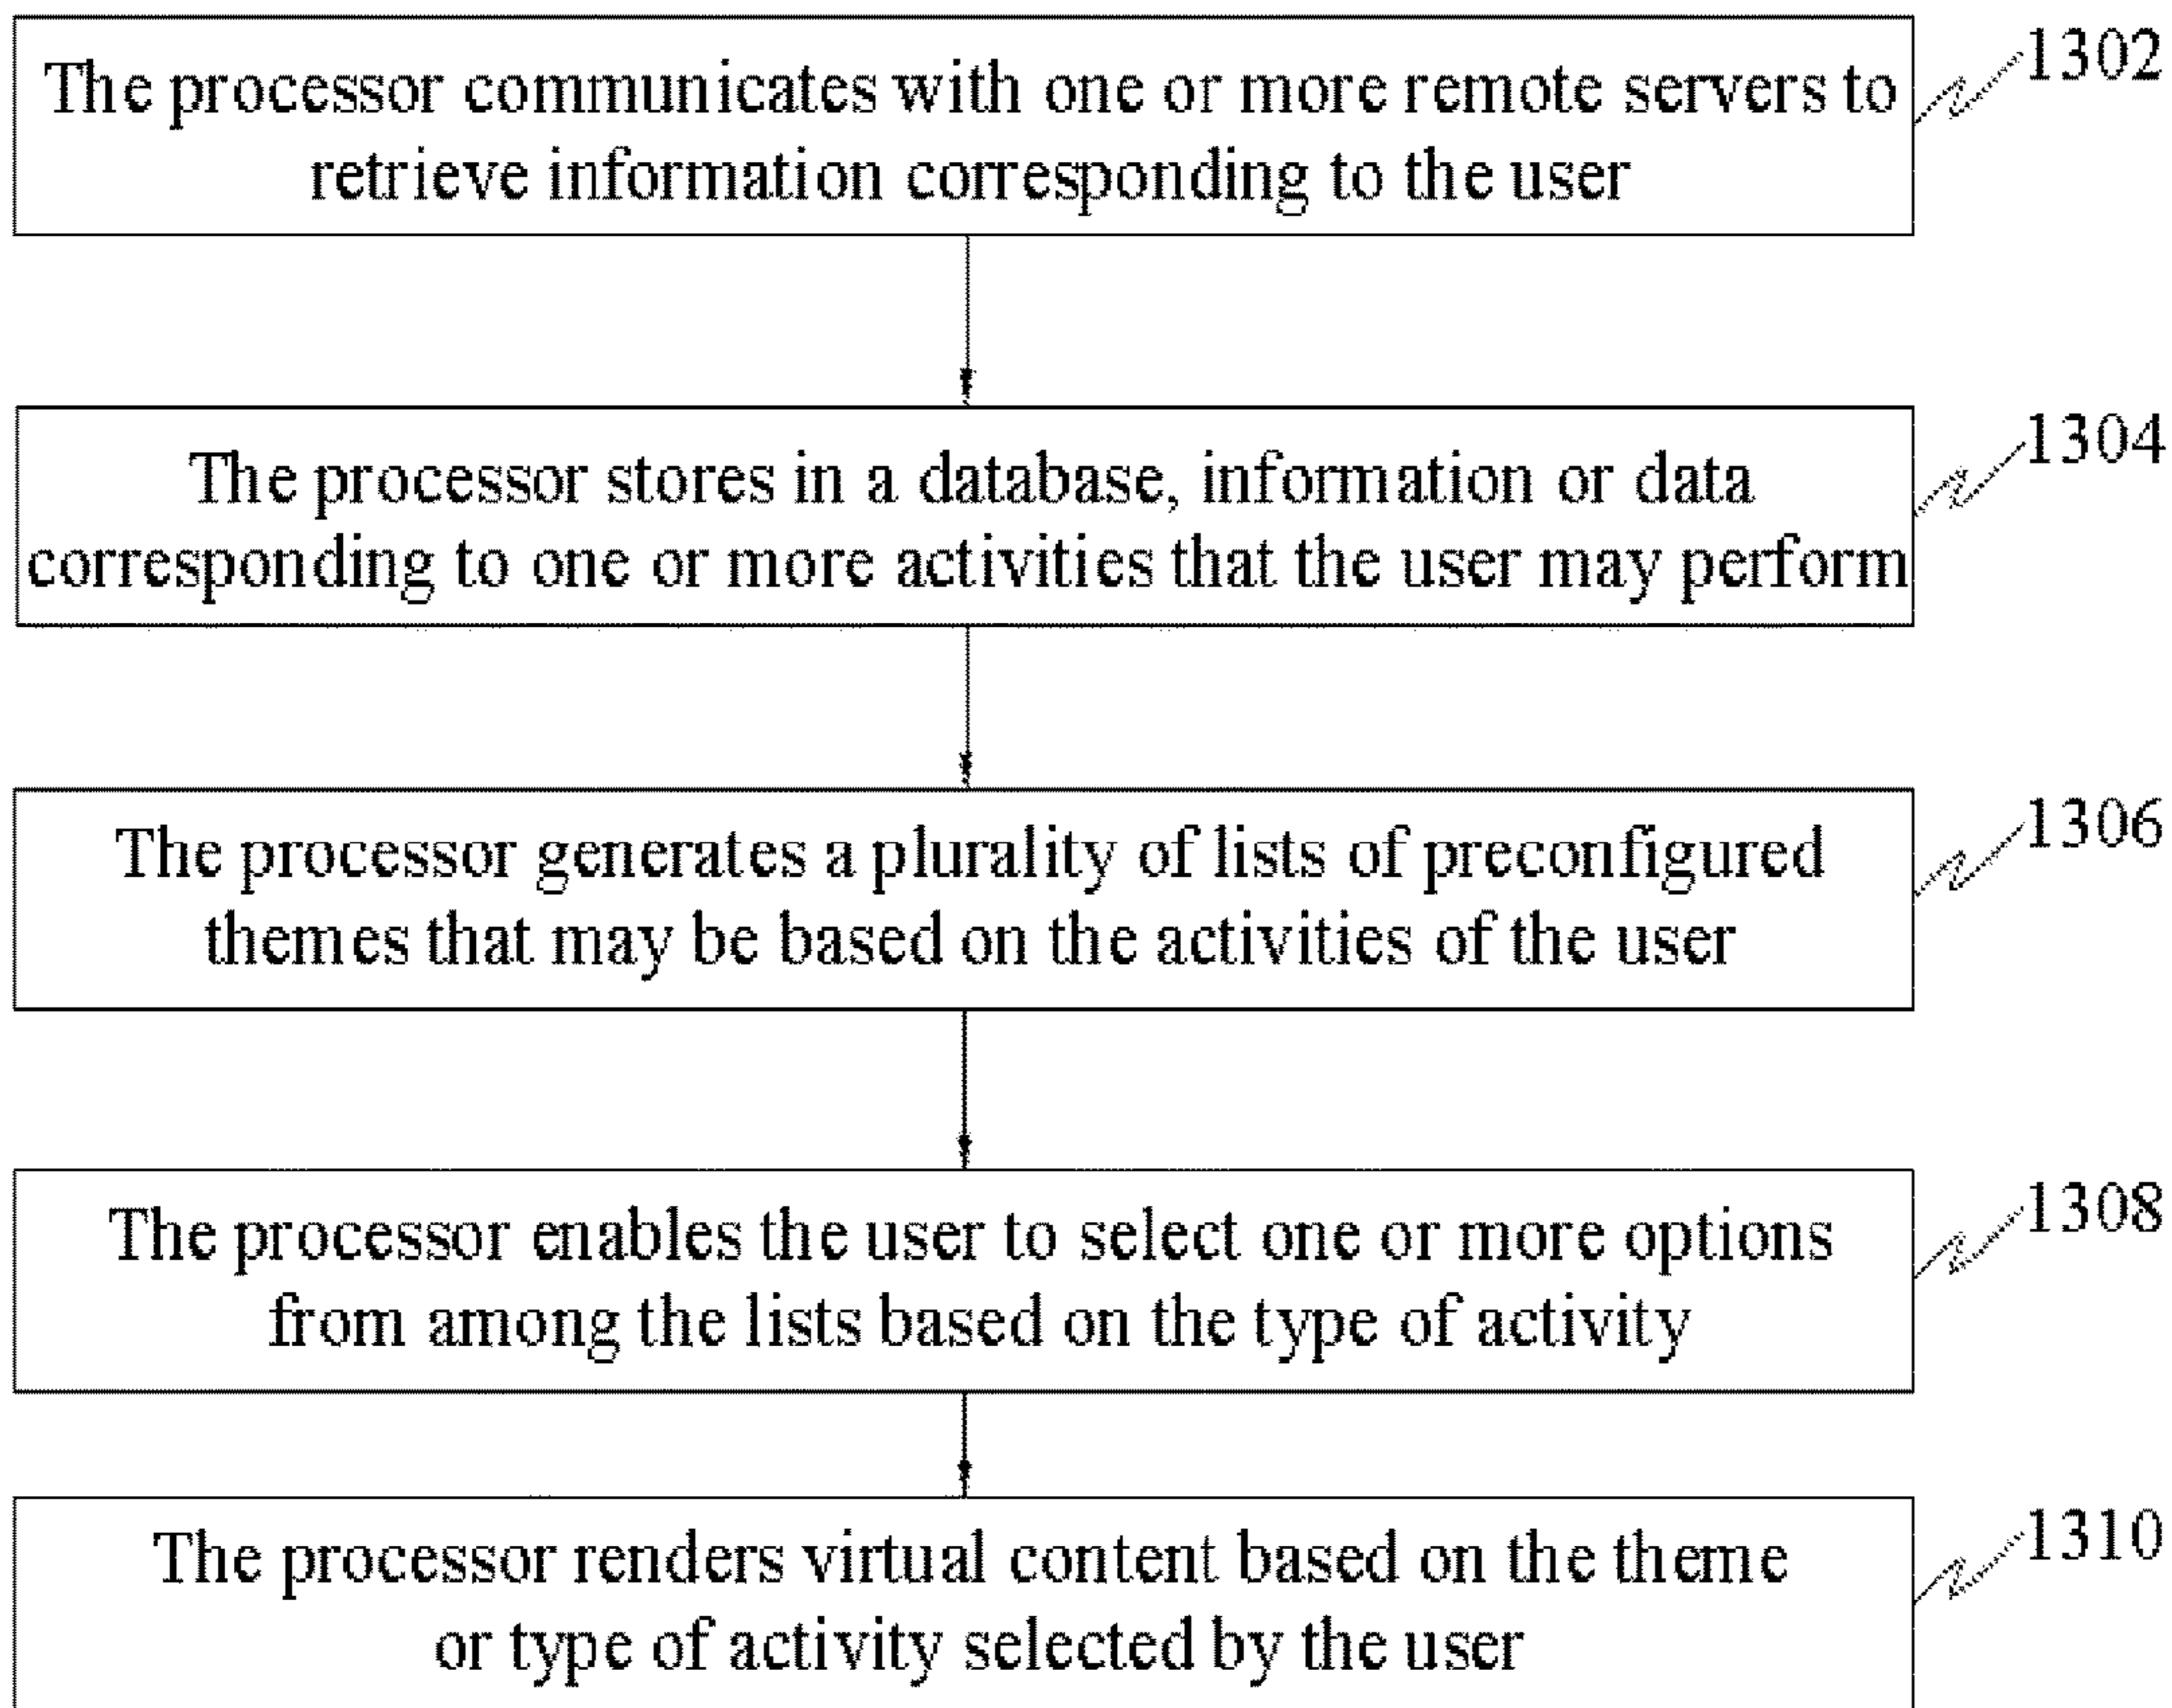 The processor communicates with one or more remote servers to
retrieve information corresponding to the user
1302
The processor stores in a database, information or data
corresponding to one or more activities that the user may perform
1304
The processor generates a plurality of lists of preconfigured
themes that may be based on the activities of the user
1306
The processor enables the user to select one or more options
from among the lists based on the type of activity
1308
The processor renders virtual content based on the theme
or type of activity selected by the user
1310